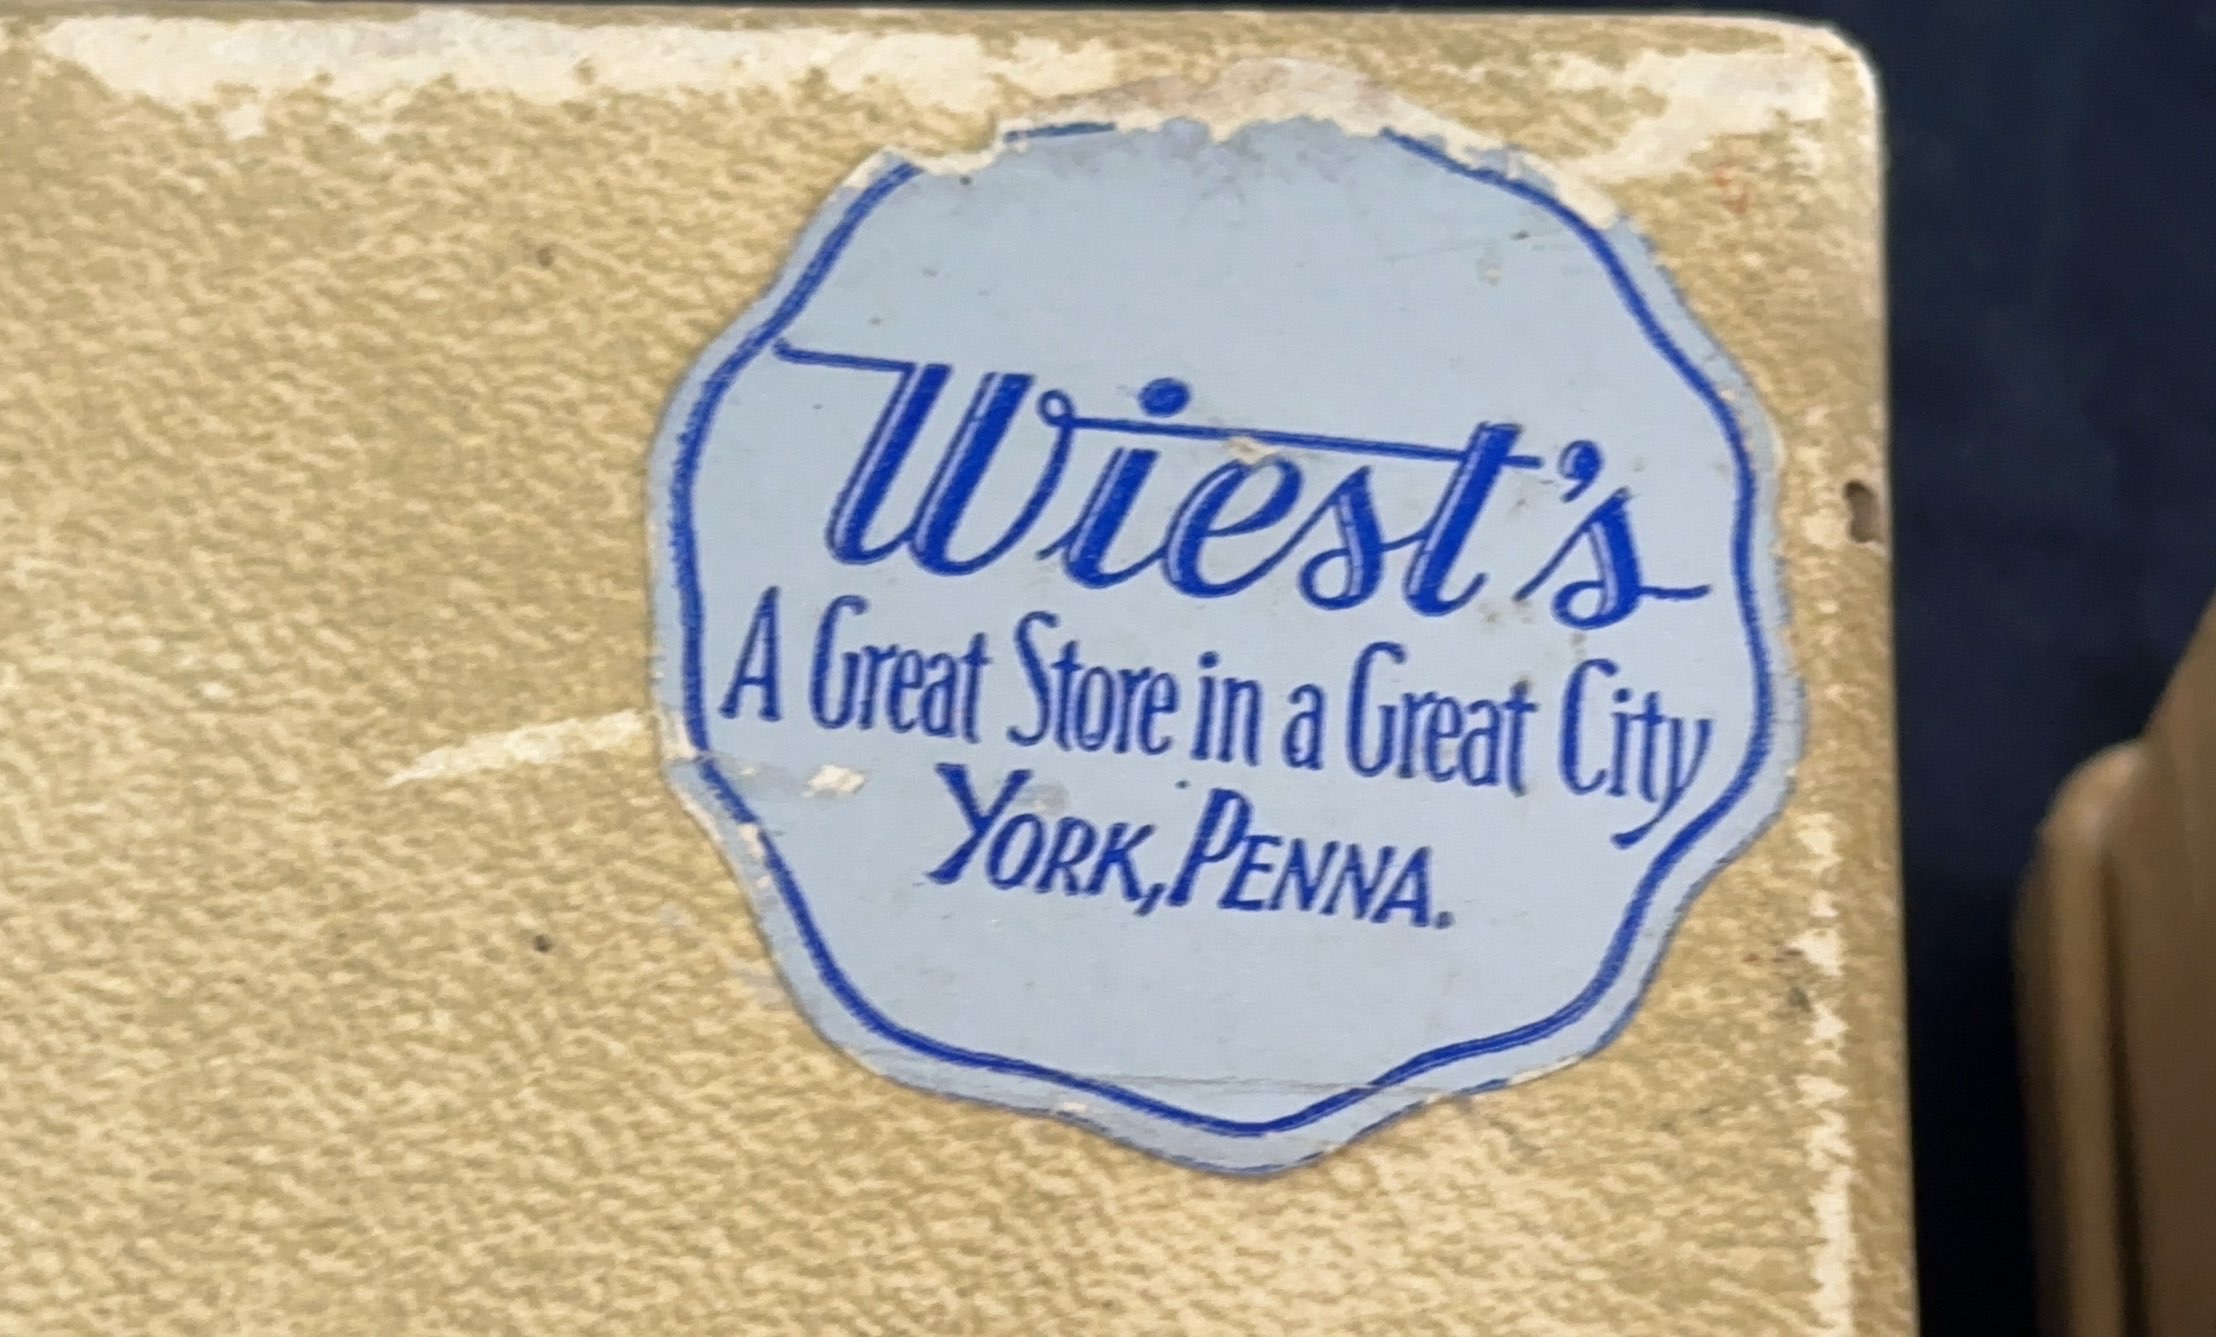 Wiest's
A Great Store in a Great City
YORK, PENNA.